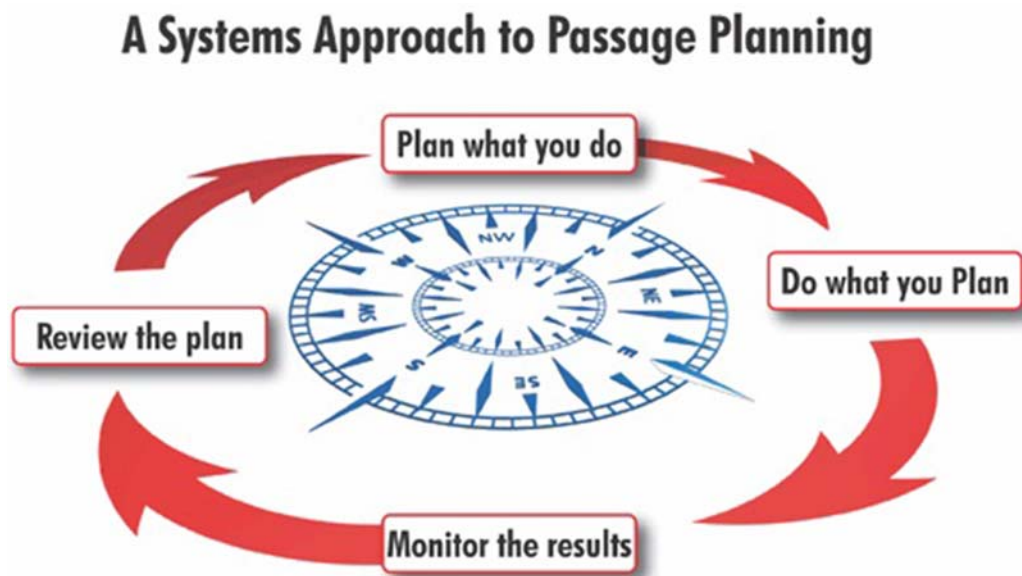 A Systems Approach to Passage Planning
Plan what you do
Do what you Plan
Review the plan
Monitor the results
NW
N
W
NE
SW
E
S
SE